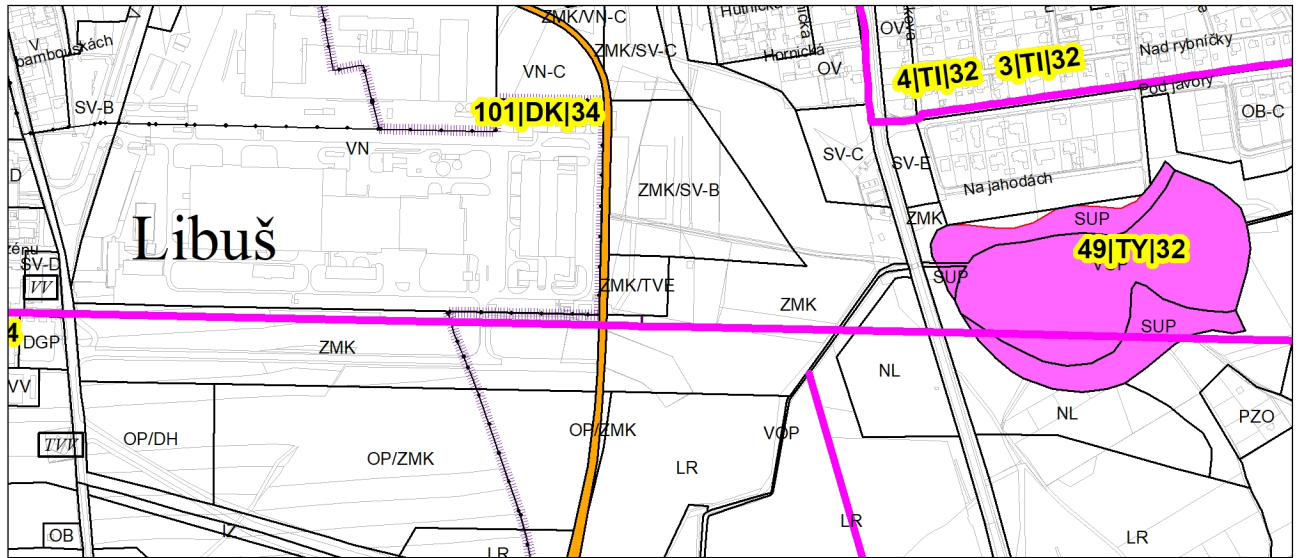 ZMK/VN-C
Hutnická
OV
V
bambouskách
ZMK/SV-C
Hornická
OV
Nad rybníčky
VN-C
4|TI|32
3|TI|32
Pod javory
SV-B
101|DK|34
OB-C
VN
SV-C
SV-E
D
ZMK/SV-B
Na jahodách
Libuš
ZMK
SUP
49|TY|32
VOP
SV-D
SUP
VV
ZMK/TVE
ZMK
4
DGP
ZMK
SUP
VV
NL
NL
PZO
TVV
OP/DH
OP/ZMK
VOP
OP/ZMK
LR
LR
OB
IZ
LR
LR